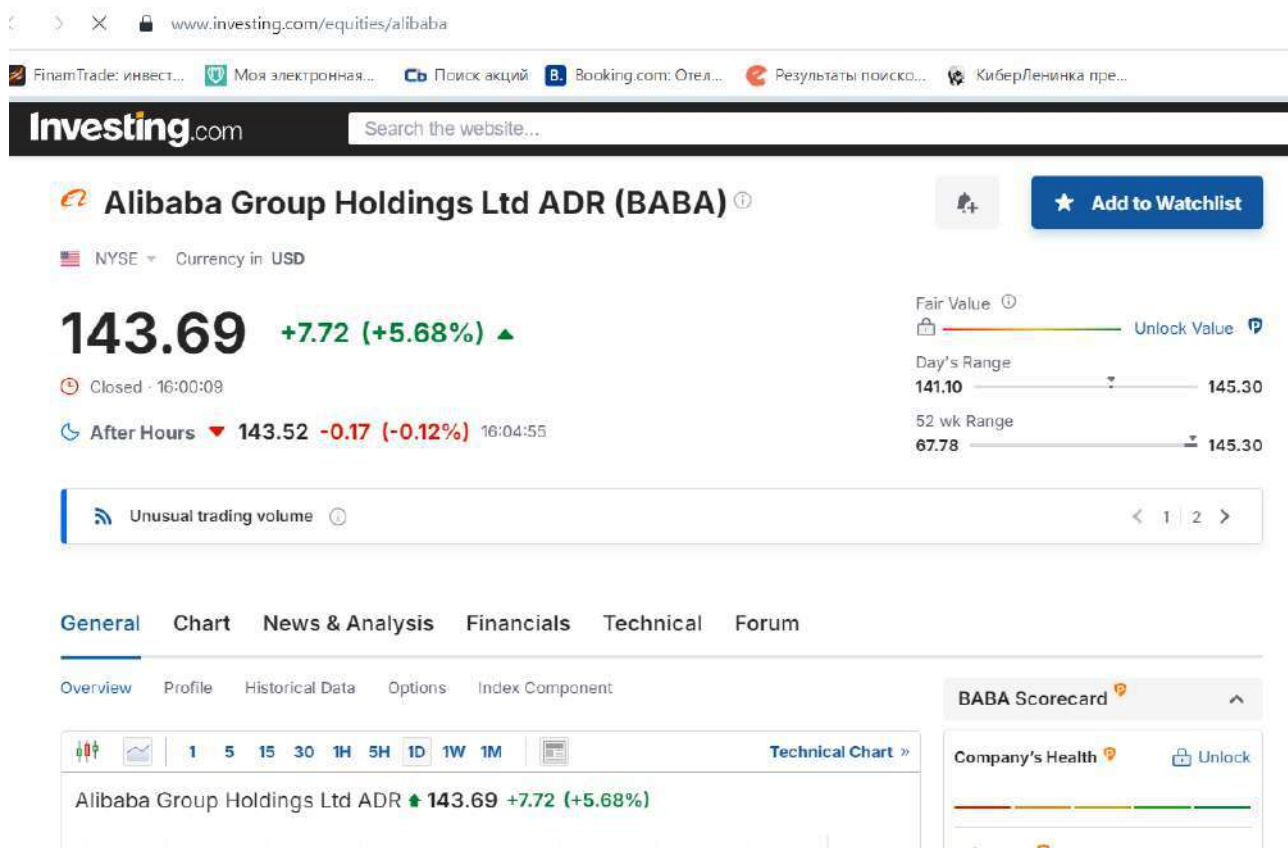 www.investing.com/equities/alibaba
FinamTrade: инвест... Моя электронная... Сь Поиск акций B. Booking.com: Отел... Результаты поиско... КиберЛенинка пре...
Investing.com Search the website...
Alibaba Group Holdings Ltd ADR (BABA)
Add to Watchlist
NYSE Currency in USD
143.69 +7.72 (+5.68%)
Closed · 16:00:09
After Hours 143.52 -0.17 (-0.12%) 16:04:55
Fair Value
Unlock Value
Day's Range
141.10 145.30
52 wk Range
67.78 145.30
Unusual trading volume
1 2
General Chart News & Analysis Financials Technical Forum
Overview Profile Historical Data Options Index Component
1 5 15 30 1H 5H 1D 1W 1M Technical Chart »
Alibaba Group Holdings Ltd ADR 143.69 +7.72 (+5.68%)
BABA Scorecard
Company's Health Unlock